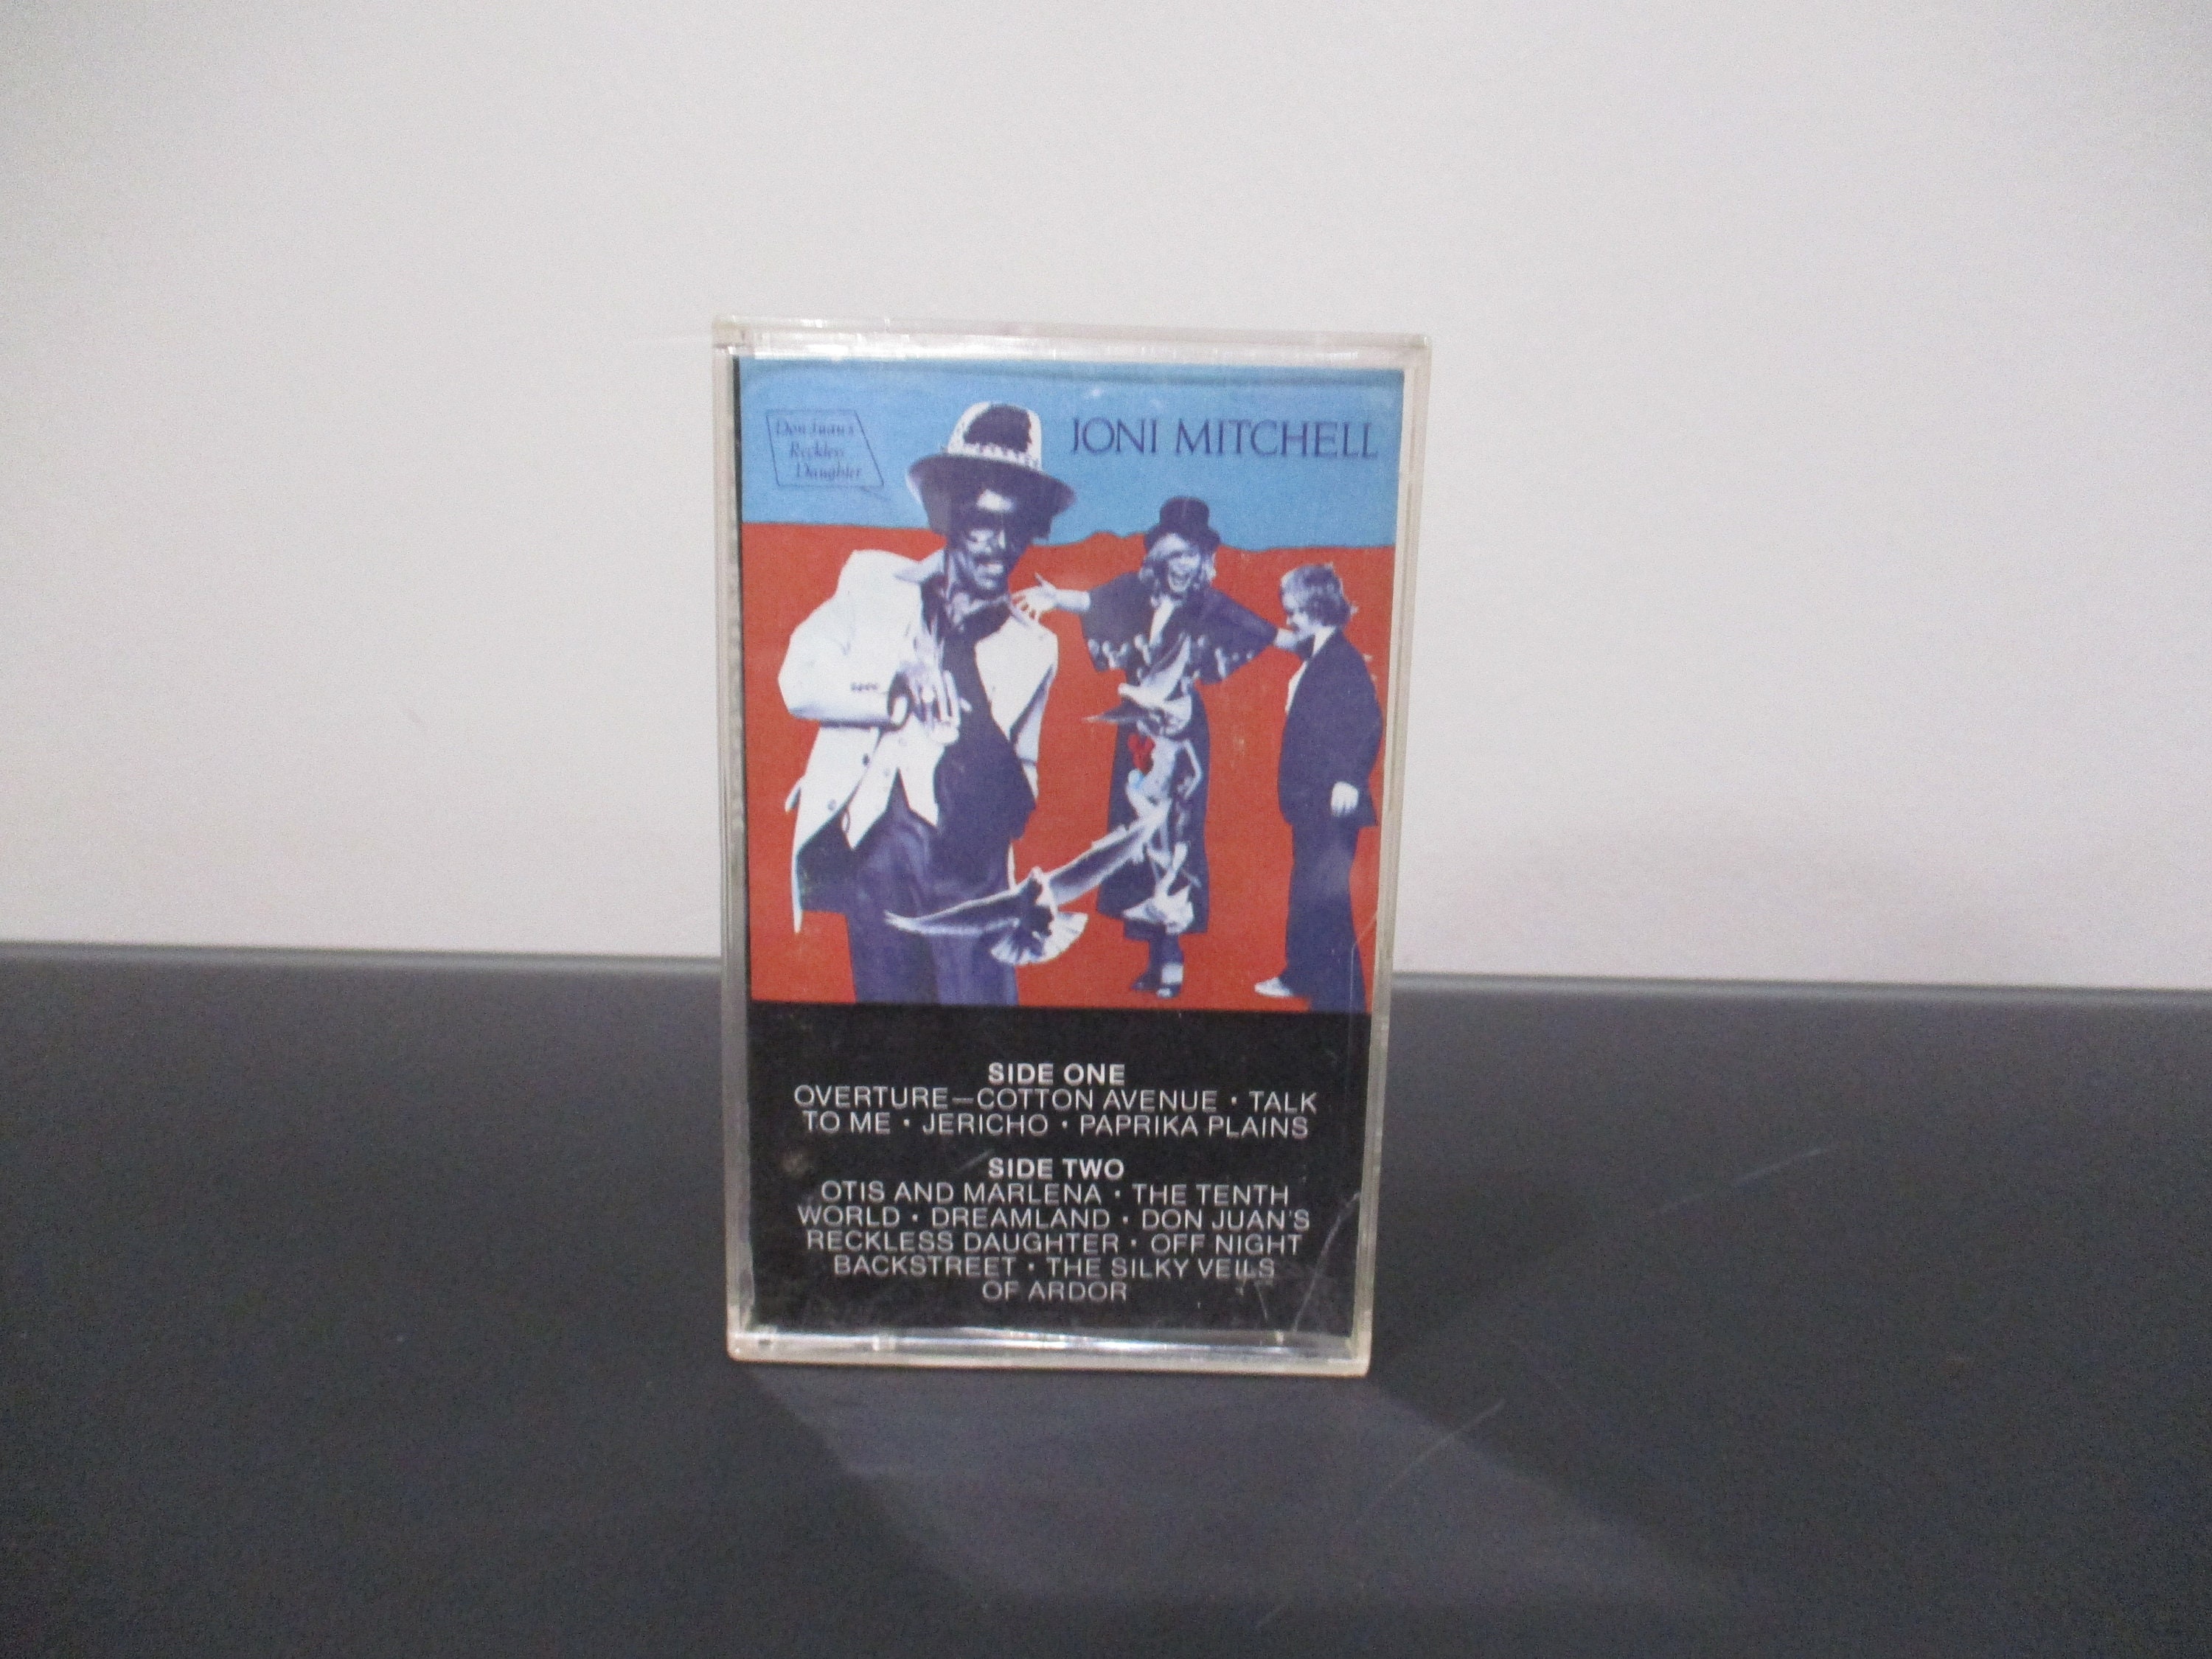 Don Juan's
Reckless
Daughter
JONI MITCHELL
SIDE ONE
OVERTURE—COTTON AVENUE • TALK
TO ME • JERICHO • PAPRIKA PLAINS
SIDE TWO
OTIS AND MARLENA • THE TENTH
WORLD • DREAMLAND • DON JUAN'S
RECKLESS DAUGHTER • OFF NIGHT
BACKSTREET • THE SILKY VEILS
OF ARDOR